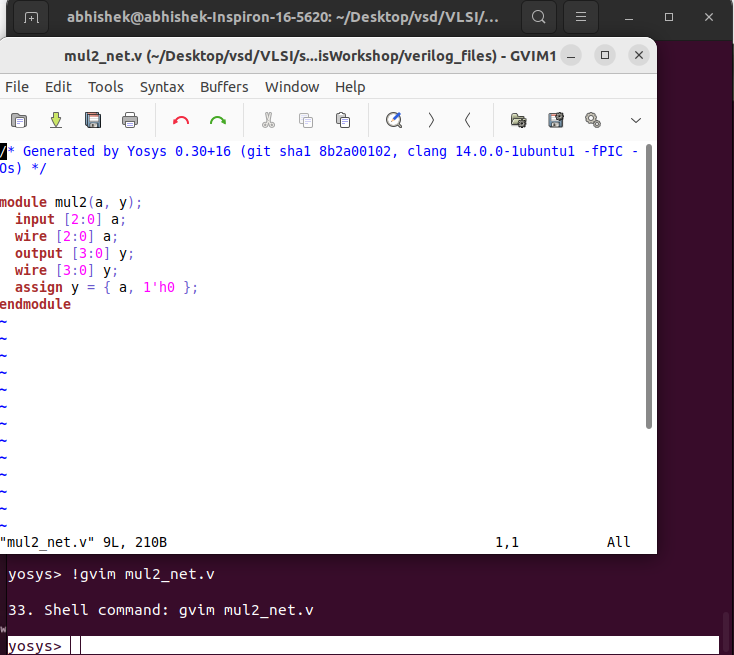 abhishek@abhishek-Inspiron-16-5620: ~/Desktop/vsd/VLSI/...
mul2_net.v (~/Desktop/vsd/VLSI/s...isWorkshop/verilog_files) - GVIM1
File Edit Tools Syntax Buffers Window Help
/* Generated by Yosys 0.30+16 (git sha1 8b2a00102, clang 14.0.0-1ubuntu1 -fPIC -
Os) */
module mul2(a, y);
input [2:0] a;
wire [2:0] a;
output [3:0] y;
wire [3:0] y;
assign y = { a, 1'h0 };
endmodule
~
~
~
~
~
~
~
~
~
~
~
~
~
"mul2_net.v" 9L, 210B 1,1 All
yosys> !gvim mul2_net.v
33. Shell command: gvim mul2_net.v
w
yosys>